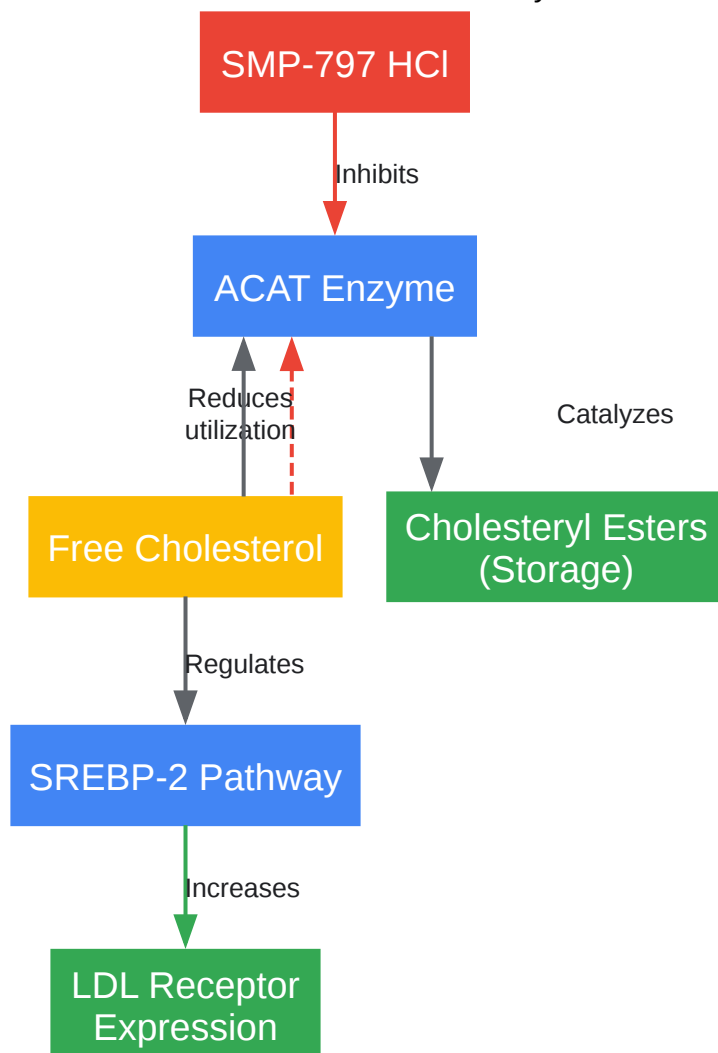 SMP-797 HCl
Inhibits
ACAT Enzyme
Reduces
utilization
Catalyzes
Free Cholesterol
Cholesteryl Esters
(Storage)
Regulates
SREBP-2 Pathway
Increases
LDL Receptor
Expression